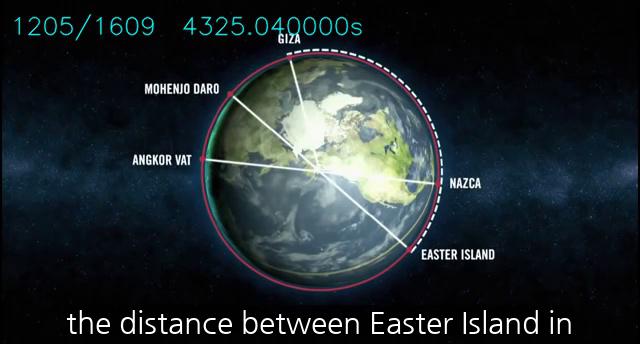 1205/1609 4325.040000s
GIZA
MOHENJO DARO
ANGKOR VAT
NAZCA
EASTER ISLAND
the distance between Easter Island in